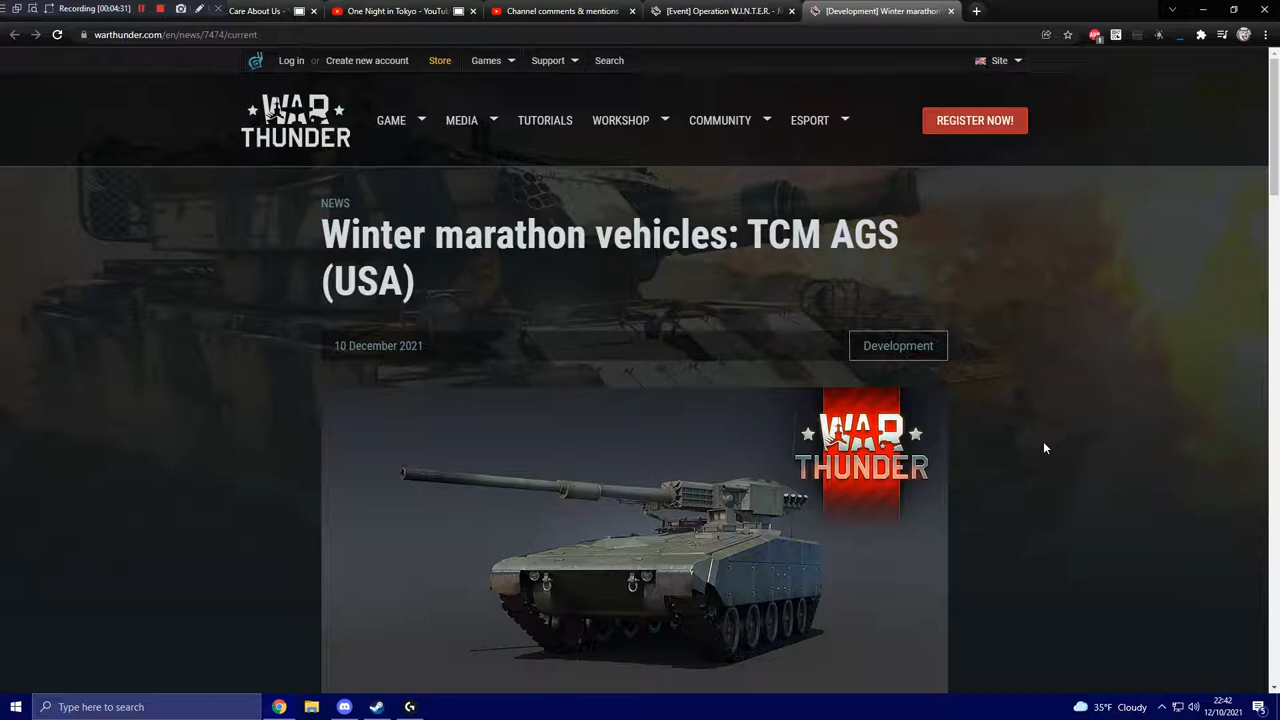 Recording [00:00:31]
Care About Us - (
One Night in Tokyo - YouTub
Channel comments & mentions
[Event] Operation W.I.N.T.E.R. - N
[Development] Winter marathon
warthunder.com/en/news/7474/current
Log in or Create new account Store Games Support Search Site
WAR THUNDER
GAME MEDIA TUTORIALS WORKSHOP COMMUNITY ESPORT REGISTER NOW!
NEWS
Winter marathon vehicles: TCM AGS
(USA)
10 December 2021 Development
WAR
THUNDER
Type here to search
35°F Cloudy
22:42
12/10/2021
5